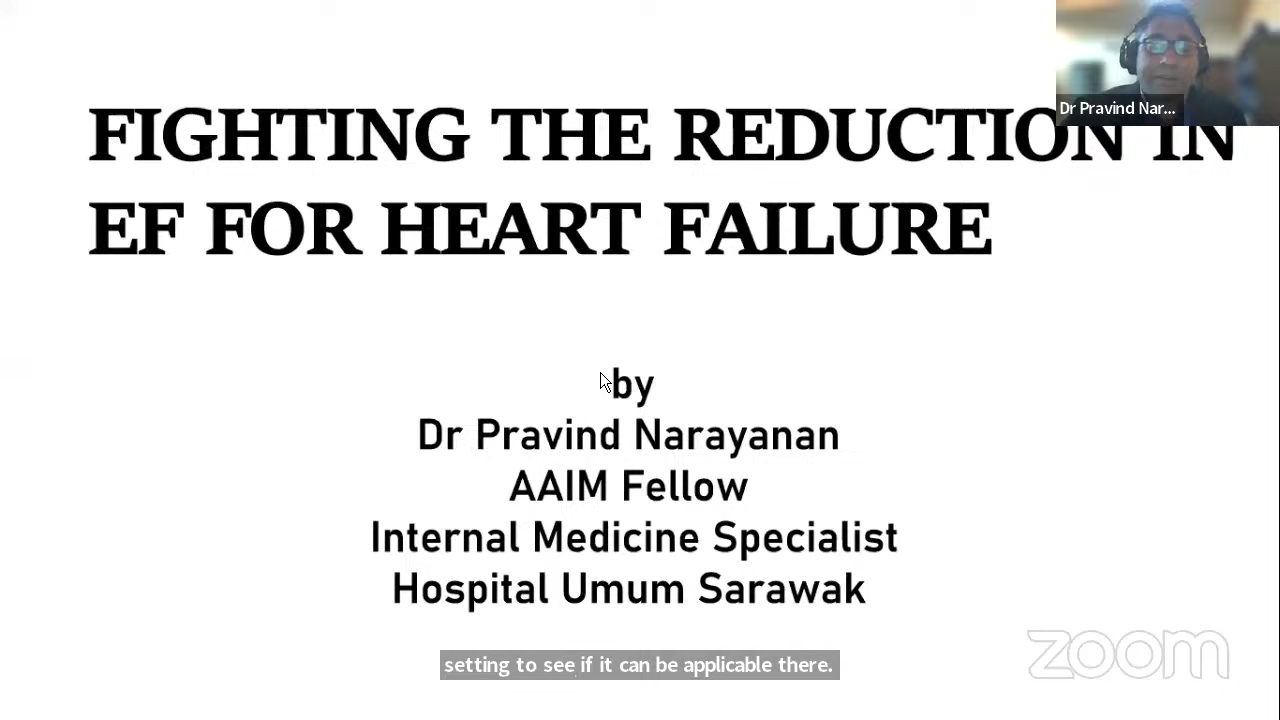 Dr Pravind Nar...
FIGHTING THE REDUCTION IN
EF FOR HEART FAILURE
by
Dr Pravind Narayanan
AAIM Fellow
Internal Medicine Specialist
Hospital Umum Sarawak
setting to see if it can be applicable there.
zoom